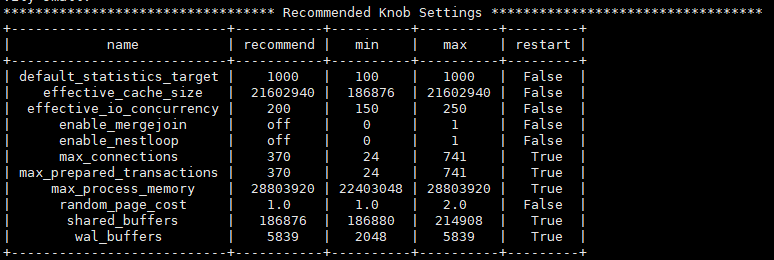 ******************************** Recommended Knob Settings ********************************
+---------------------------+-----------+----------+----------+---------+
| name | recommend | min | max | restart |
+---------------------------+-----------+----------+----------+---------+
| default_statistics_target | 1000 | 100 | 1000 | False |
| effective_cache_size | 21602940 | 186876 | 21602940 | False |
| effective_io_concurrency | 200 | 150 | 250 | False |
| enable_mergejoin | off | 0 | 1 | False |
| enable_nestloop | off | 0 | 1 | False |
| max_connections | 370 | 24 | 741 | True |
| max_prepared_transactions | 370 | 24 | 741 | True |
| max_process_memory | 28803920 | 22403048 | 28803920 | True |
| random_page_cost | 1.0 | 1.0 | 2.0 | False |
| shared_buffers | 186876 | 186880 | 214908 | True |
| wal_buffers | 5839 | 2048 | 5839 | True |
+---------------------------+-----------+----------+----------+---------+